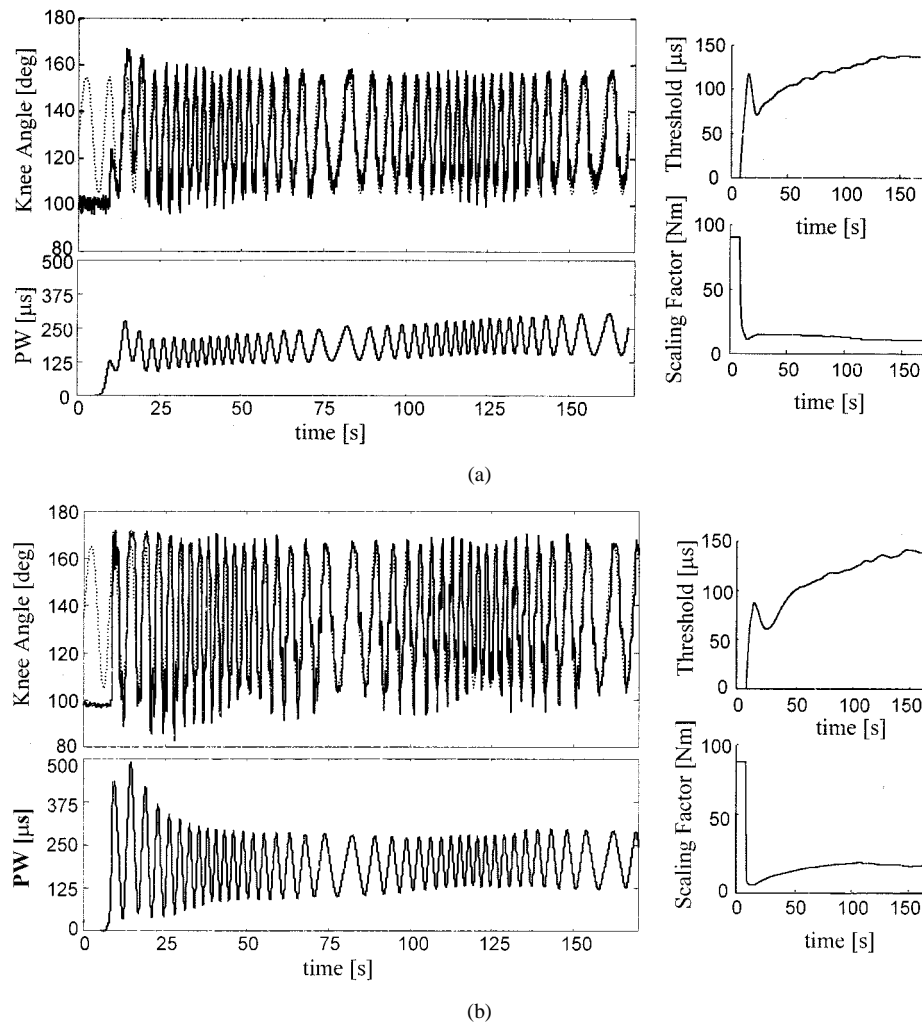 180
160
140
120
100
80
Knee Angle [deg]
500
375
250
125
0
PW [µs]
0 25 50 75 100 125 150
time [s]
150
100
50
0
Threshold [µs]
0 50 100 150
time [s]
100
50
0
Scaling Factor [Nm]
0 50 100 150
time [s]
(a)
180
160
140
120
100
80
Knee Angle [deg]
500
375
250
125
0
PW [µs]
0 25 50 75 100 125 150
time [s]
150
100
50
0
Threshold [µs]
0 50 100 150
time [s]
100
50
0
Scaling Factor [Nm]
0 50 100 150
time [s]
(b)